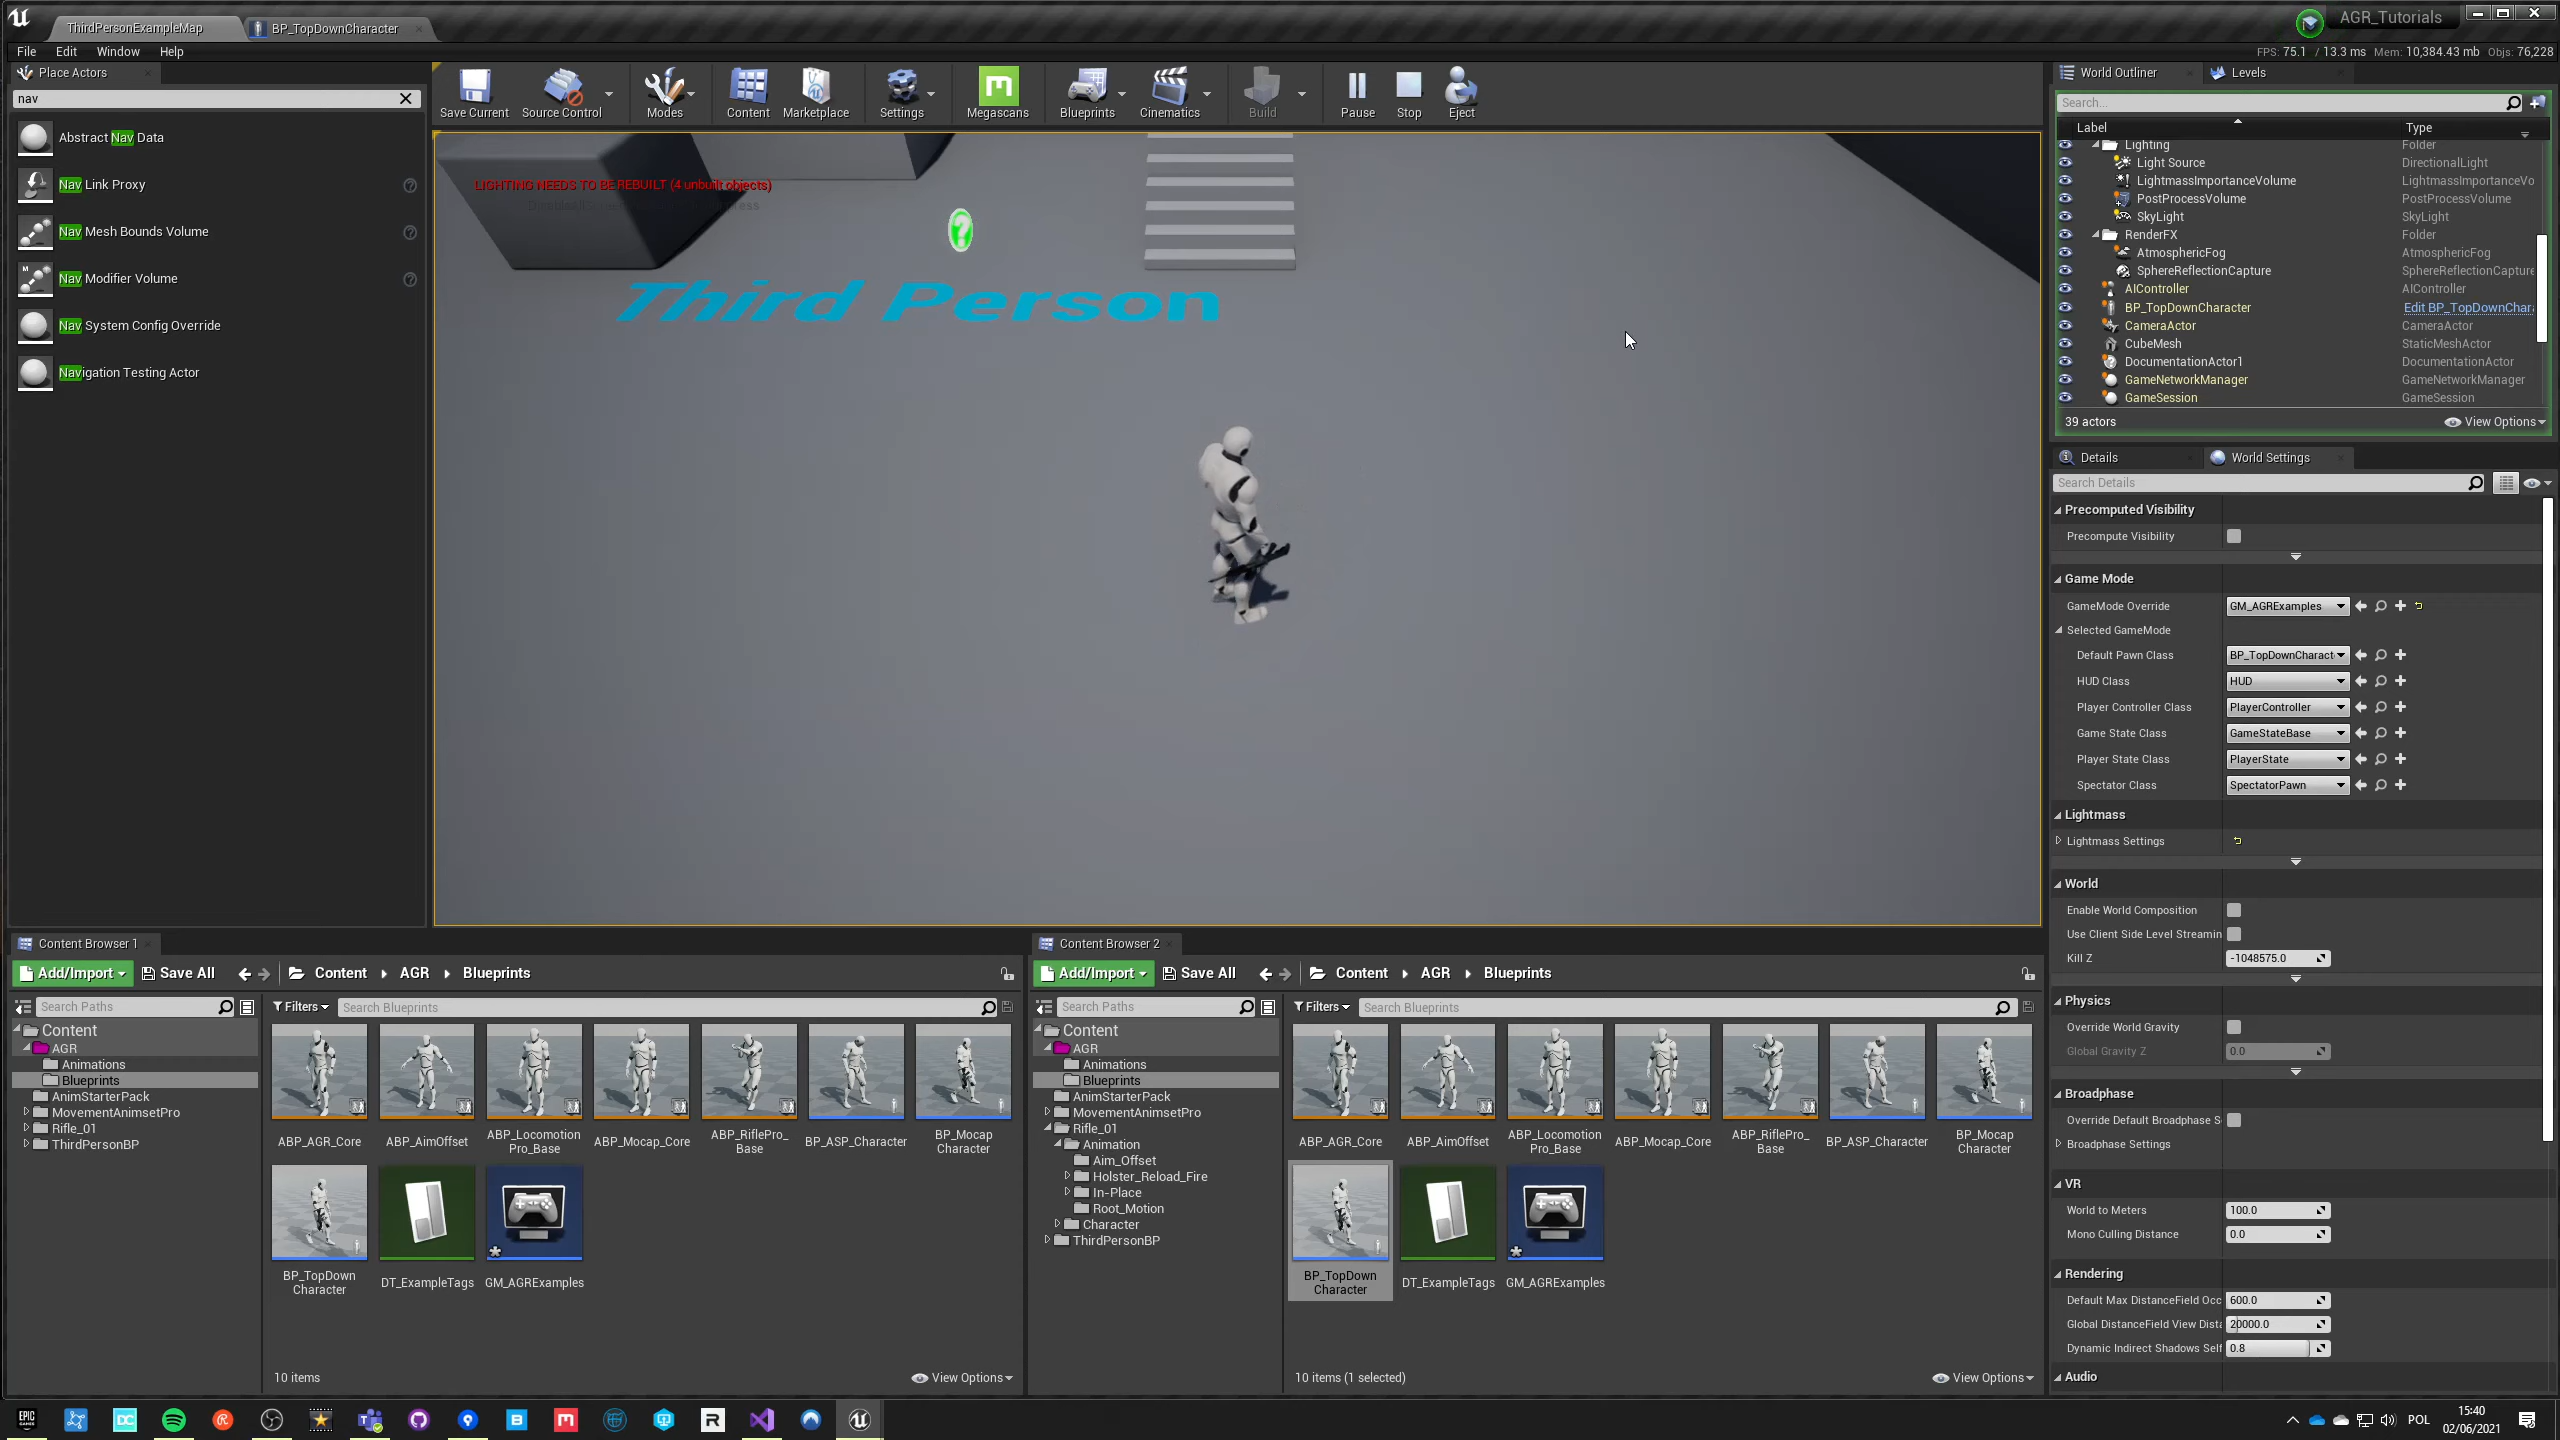 ThirdPersonExampleMap
BP_TopDownCharacter
AGR_Tutorials
File Edit Window Help
FPS: 75.1 / 13.3 ms Mem: 10,384.43 mb Objs: 76,228
Place Actors
nav
Abstract Nav Data
Nav Link Proxy
Nav Mesh Bounds Volume
Nav Modifier Volume
Nav System Config Override
Navigation Testing Actor
Save Current Source Control Modes Content Marketplace Settings Megascans Blueprints Cinematics Build Pause Stop Eject
LIGHTING NEEDS TO BE REBUILT (4 unbuilt objects)
Third Person
World Outliner Levels
Search...
Label Type
Lighting Folder
Light Source DirectionalLight
LightmassImportanceVolume LightmassImportanceVo
PostProcessVolume PostProcessVolume
SkyLight SkyLight
RenderFX Folder
AtmosphericFog AtmosphericFog
SphereReflectionCapture SphereReflectionCapture
AIController AIController
BP_TopDownCharacter Edit BP_TopDownChar
CameraActor CameraActor
CubeMesh StaticMeshActor
DocumentationActor1 DocumentationActor
GameNetworkManager GameNetworkManager
GameSession GameSession
39 actors View Options
Details World Settings
Search Details
Precomputed Visibility
Precompute Visibility
Game Mode
GameMode Override GM_AGRExamples
Selected GameMode
Default Pawn Class BP_TopDownCharact
HUD Class HUD
Player Controller Class PlayerController
Game State Class GameStateBase
Player State Class PlayerState
Spectator Class SpectatorPawn
Lightmass
Lightmass Settings
World
Enable World Composition
Use Client Side Level Streamin
Kill Z -1048575.0
Physics
Override World Gravity
Global Gravity Z 0.0
Broadphase
Override Default Broadphase S
Broadphase Settings
VR
World to Meters 100.0
Mono Culling Distance 0.0
Rendering
Default Max DistanceField Occ 600.0
Global DistanceField View Dista 20000.0
Dynamic Indirect Shadows Self 0.8
Audio
Content Browser 1
Add/Import Save All Content AGR Blueprints
Search Paths
Filters Search Blueprints
Content
AGR
Animations
Blueprints
AnimStarterPack
MovementAnimsetPro
Rifle_01
ThirdPersonBP
ABP_AGR_Core
ABP_AimOffset
ABP_Locomotion
Pro_Base
ABP_Mocap_Core
ABP_RiflePro_
Base
BP_ASP_Character
BP_Mocap
Character
BP_TopDown
Character
DT_ExampleTags
GM_AGRExamples
10 items View Options
Content Browser 2
Add/Import Save All Content AGR Blueprints
Search Paths
Filters Search Blueprints
Content
AGR
Animations
Blueprints
AnimStarterPack
MovementAnimsetPro
Rifle_01
Animation
Aim_Offset
Holster_Reload_Fire
In-Place
Root_Motion
Character
ThirdPersonBP
ABP_AGR_Core
ABP_AimOffset
ABP_Locomotion
Pro_Base
ABP_Mocap_Core
ABP_RiflePro_
Base
BP_ASP_Character
BP_Mocap
Character
BP_TopDown
Character
DT_ExampleTags
GM_AGRExamples
10 items (1 selected) View Options
EPIC
GAMES
DC
B
M
R
POL
15:40
02/06/2021